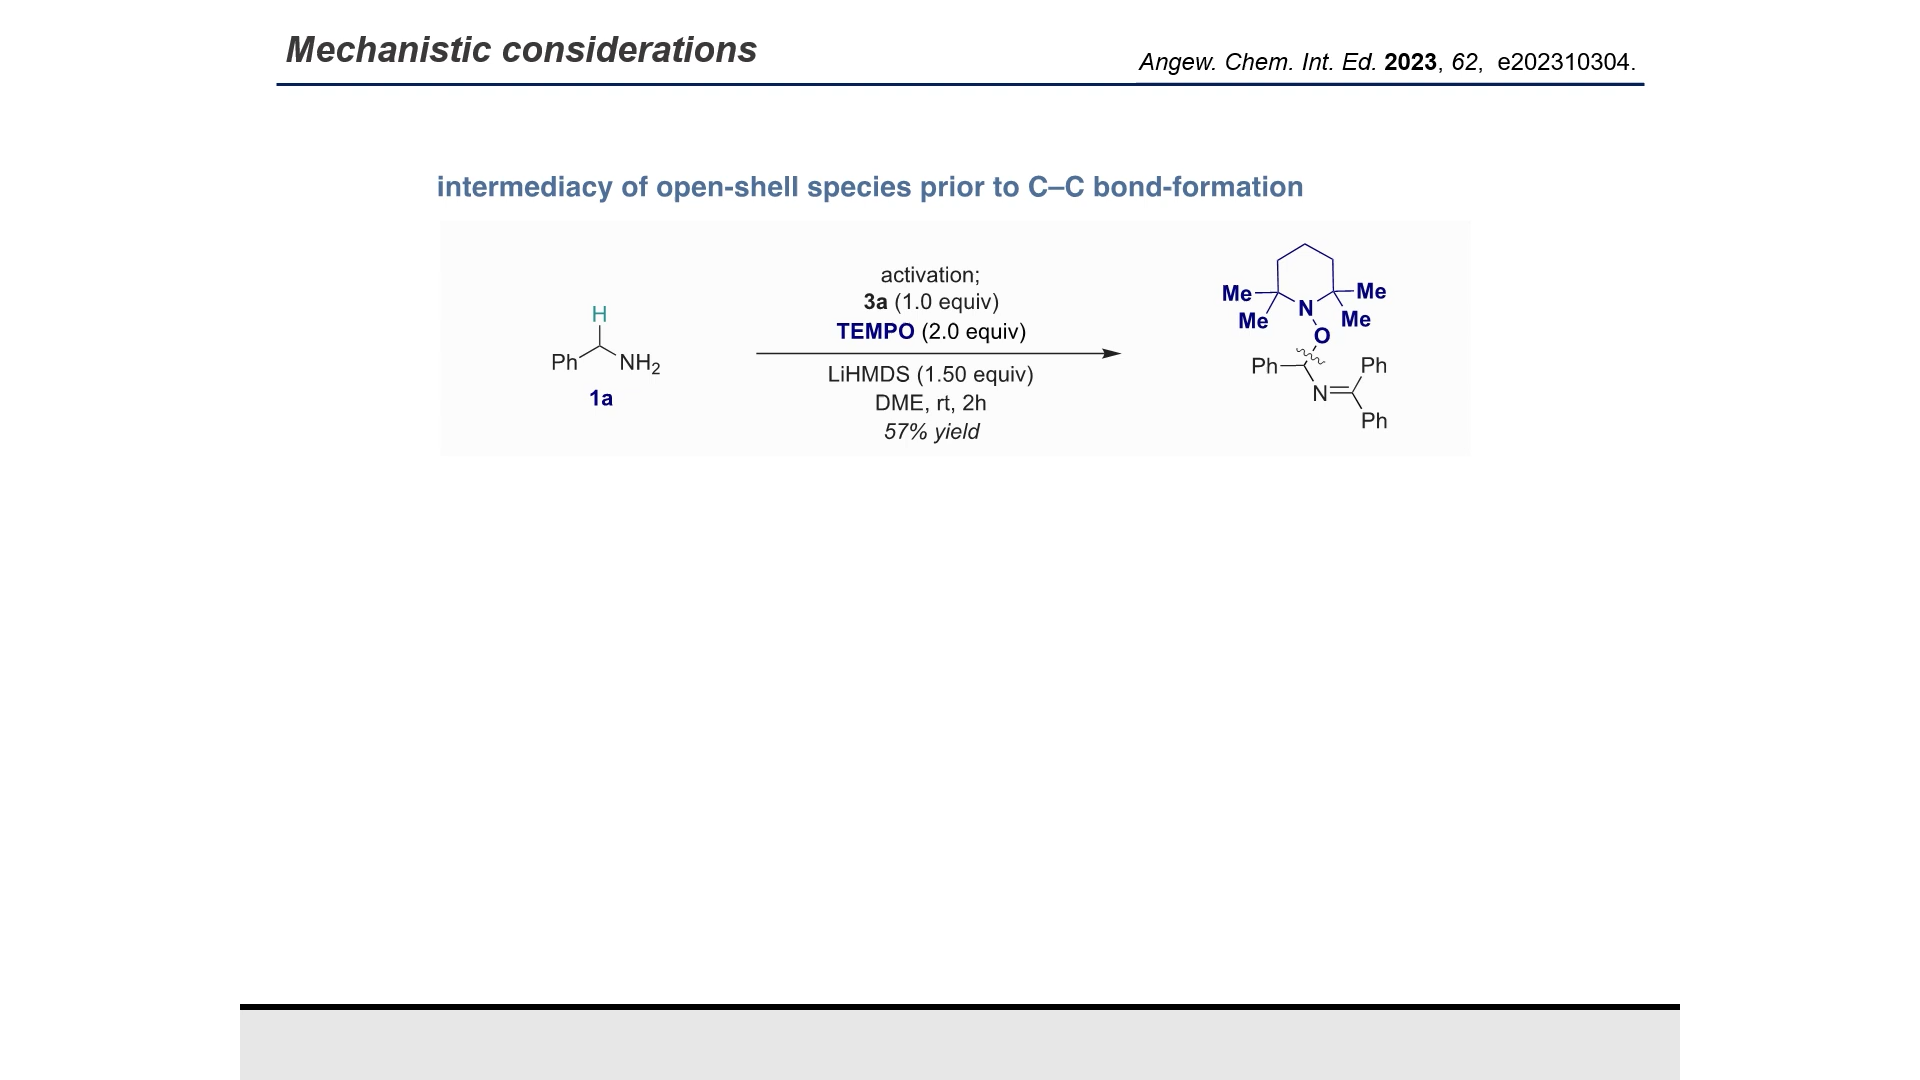 Mechanistic considerations
Angew. Chem. Int. Ed. 2023, 62, e202310304.
intermediacy of open-shell species prior to C–C bond-formation
H
Ph
NH2
1a
activation;
3a (1.0 equiv)
TEMPO (2.0 equiv)
LiHMDS (1.50 equiv)
DME, rt, 2h
57% yield
Me
Me
N
Me
Me
O
Ph
Ph
N
Ph